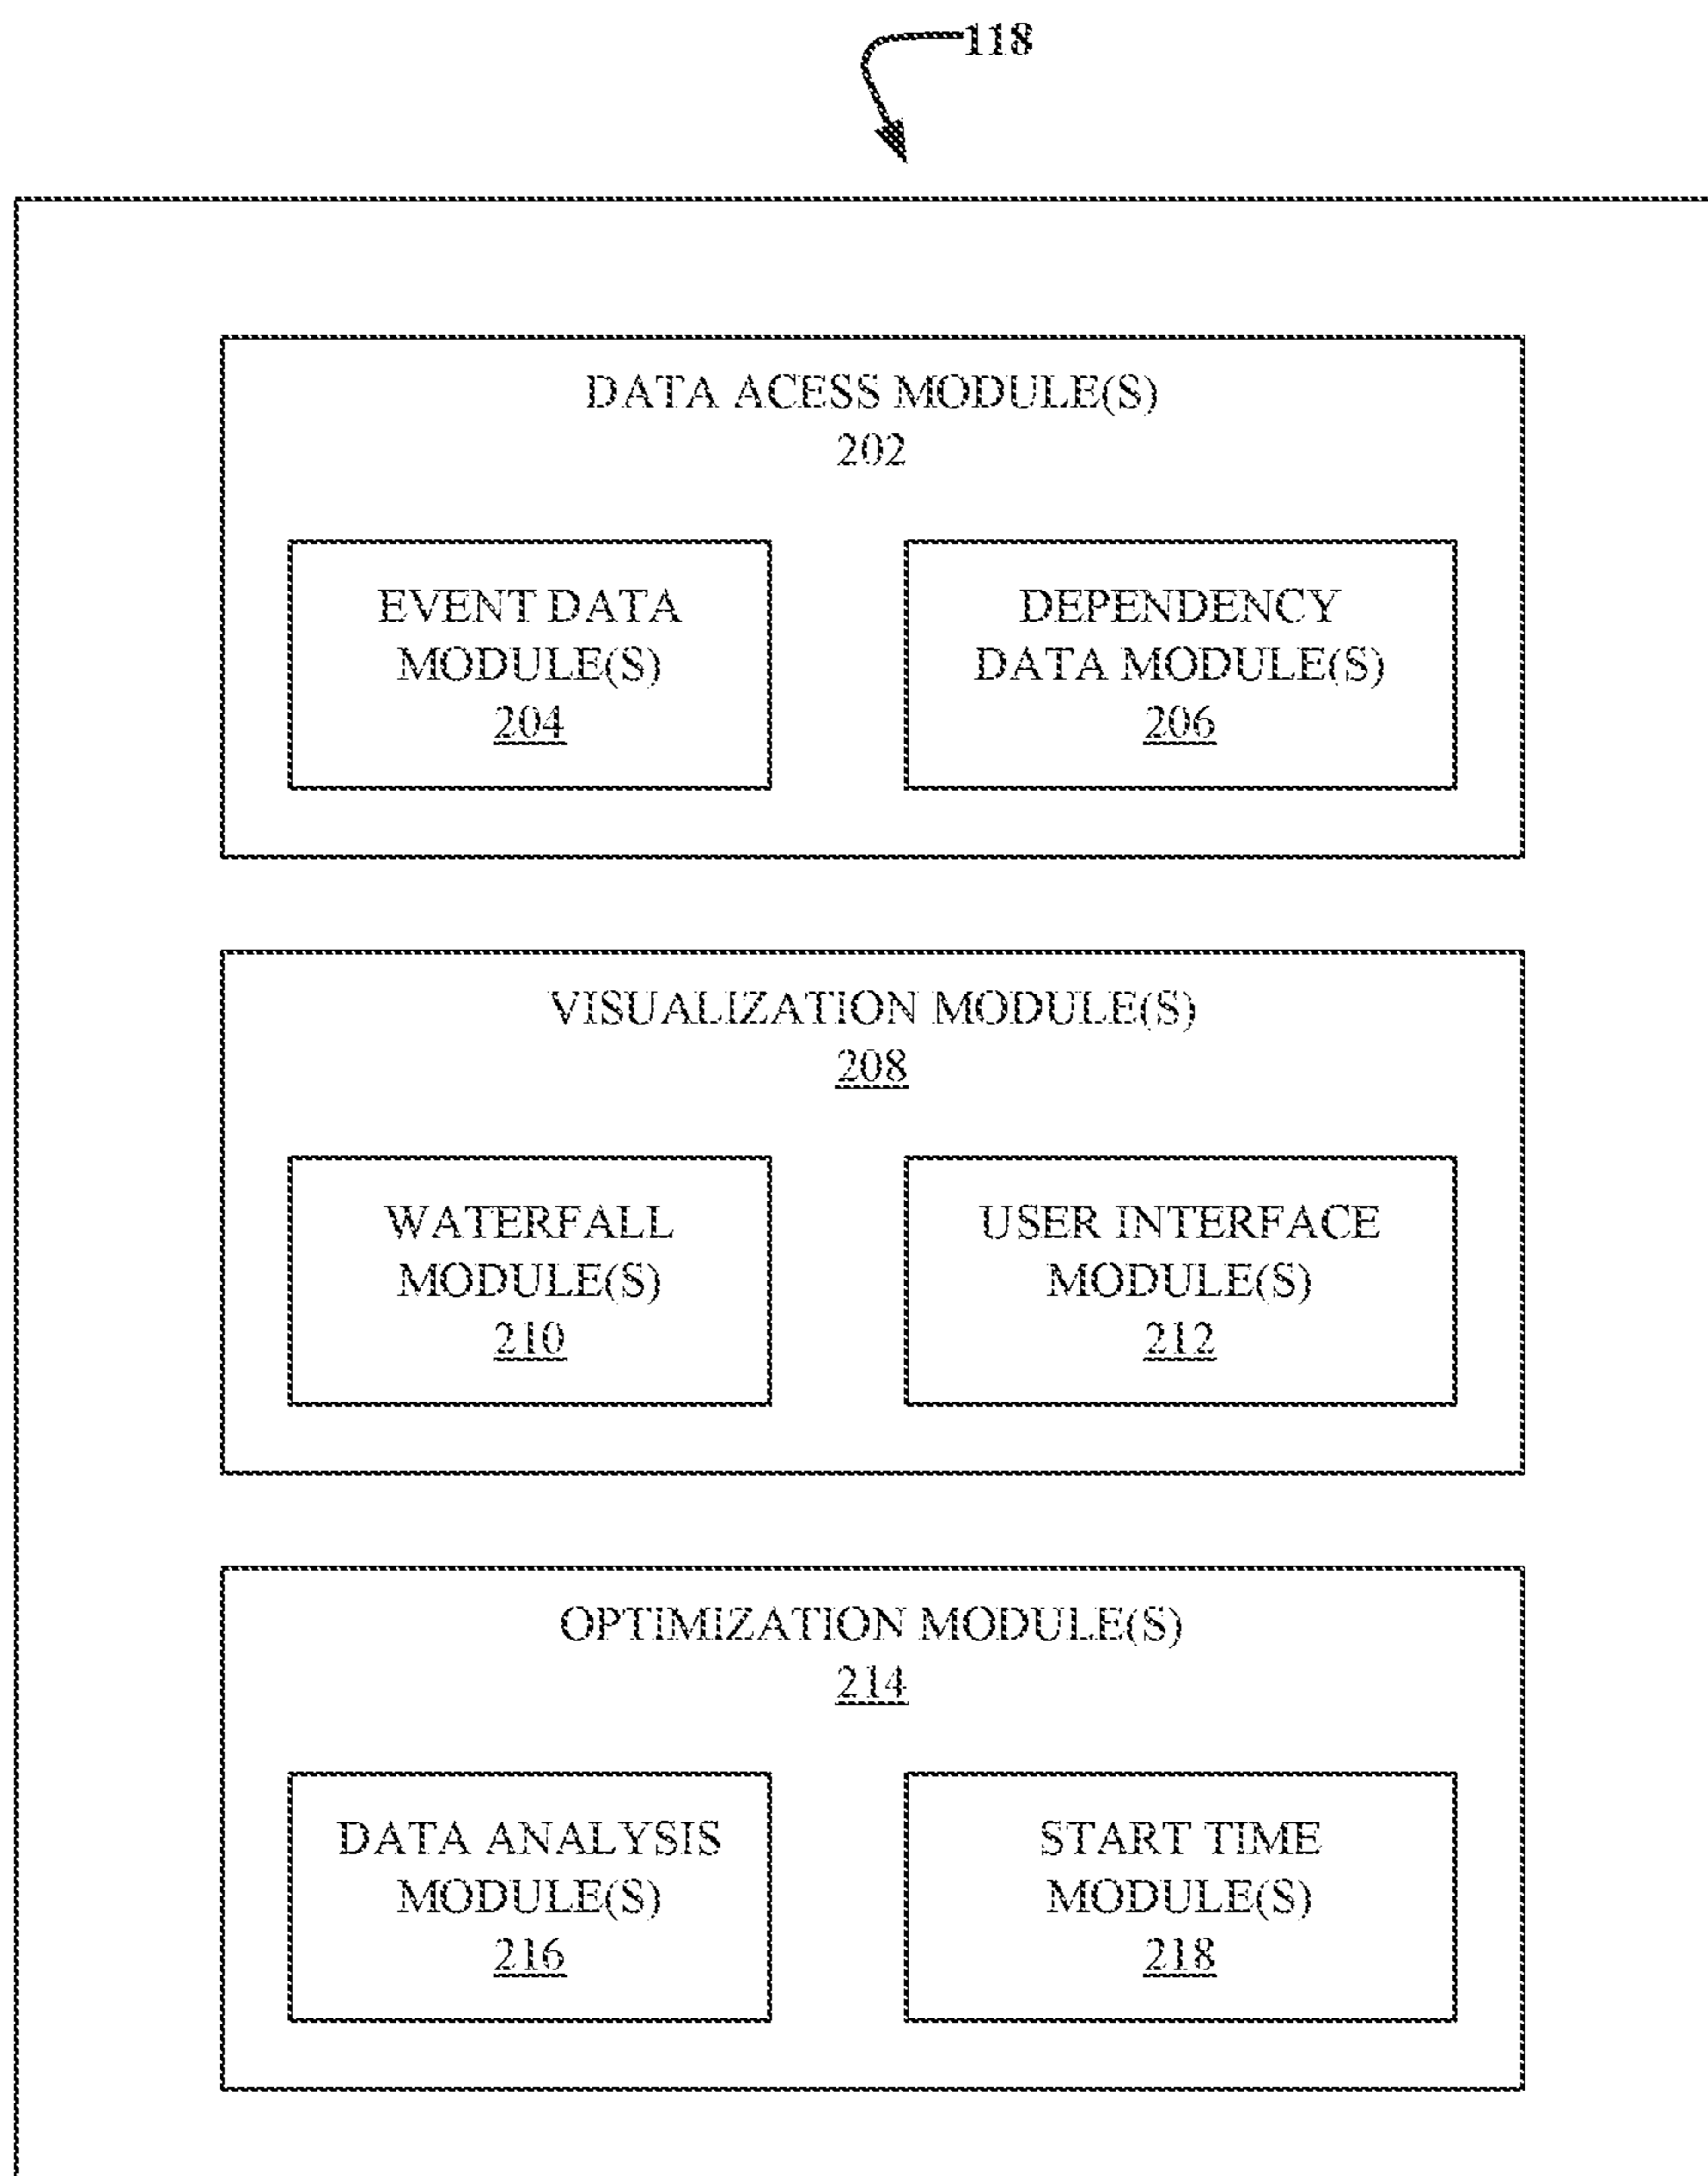 118
DATA ACESS MODULE(S)
202
EVENT DATA
MODULE(S)
204
DEPENDENCY
DATA MODULE(S)
206
VISUALIZATION MODULE(S)
208
WATERFALL
MODULE(S)
210
USER INTERFACE
MODULE(S)
212
OPTIMIZATION MODULE(S)
214
DATA ANALYSIS
MODULE(S)
216
START TIME
MODULE(S)
218